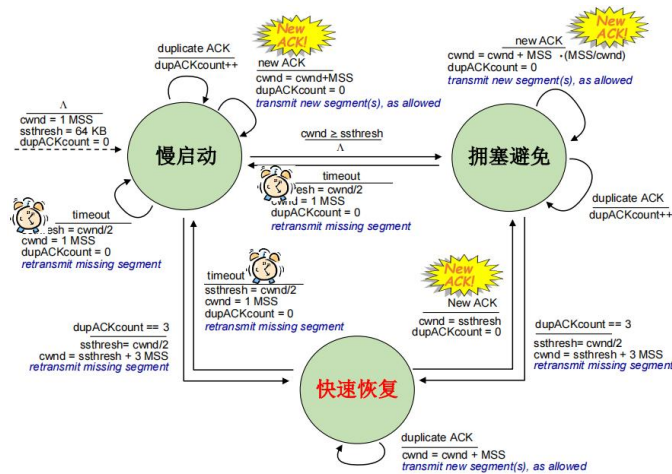 New
ACK!
duplicate ACK
dupACKcount++
new ACK
cwnd = cwnd+MSS
dupACKcount = 0
transmit new segment(s), as allowed
New
ACK!
new ACK
cwnd = cwnd + MSS •(MSS/cwnd)
dupACKcount = 0
transmit new segment(s), as allowed
Λ
cwnd = 1 MSS
ssthresh = 64 KB
dupACKcount = 0
慢启动
cwnd ≥ ssthresh
Λ
拥塞避免
timeout
cwnd/2
cwnd = 1 MSS
dupACKcount = 0
retransmit missing segment
timeout
= cwnd/2
= 1 MSS
dupACKcount = 0
retransmit missing segment
duplicate ACK
dupACKcount++
timeout
ssthresh = cwnd/2
cwnd = 1 MSS
dupACKcount = 0
retransmit missing segment
New
ACK!
New ACK
cwnd = ssthresh
dupACKcount = 0
dupACKcount == 3
ssthresh= cwnd/2
cwnd = ssthresh + 3 MSS
retransmit missing segment
dupACKcount == 3
ssthresh= cwnd/2
cwnd = ssthresh + 3 MSS
retransmit missing segment
快速恢复
duplicate ACK
cwnd = cwnd + MSS
transmit new segment(s), as allowed